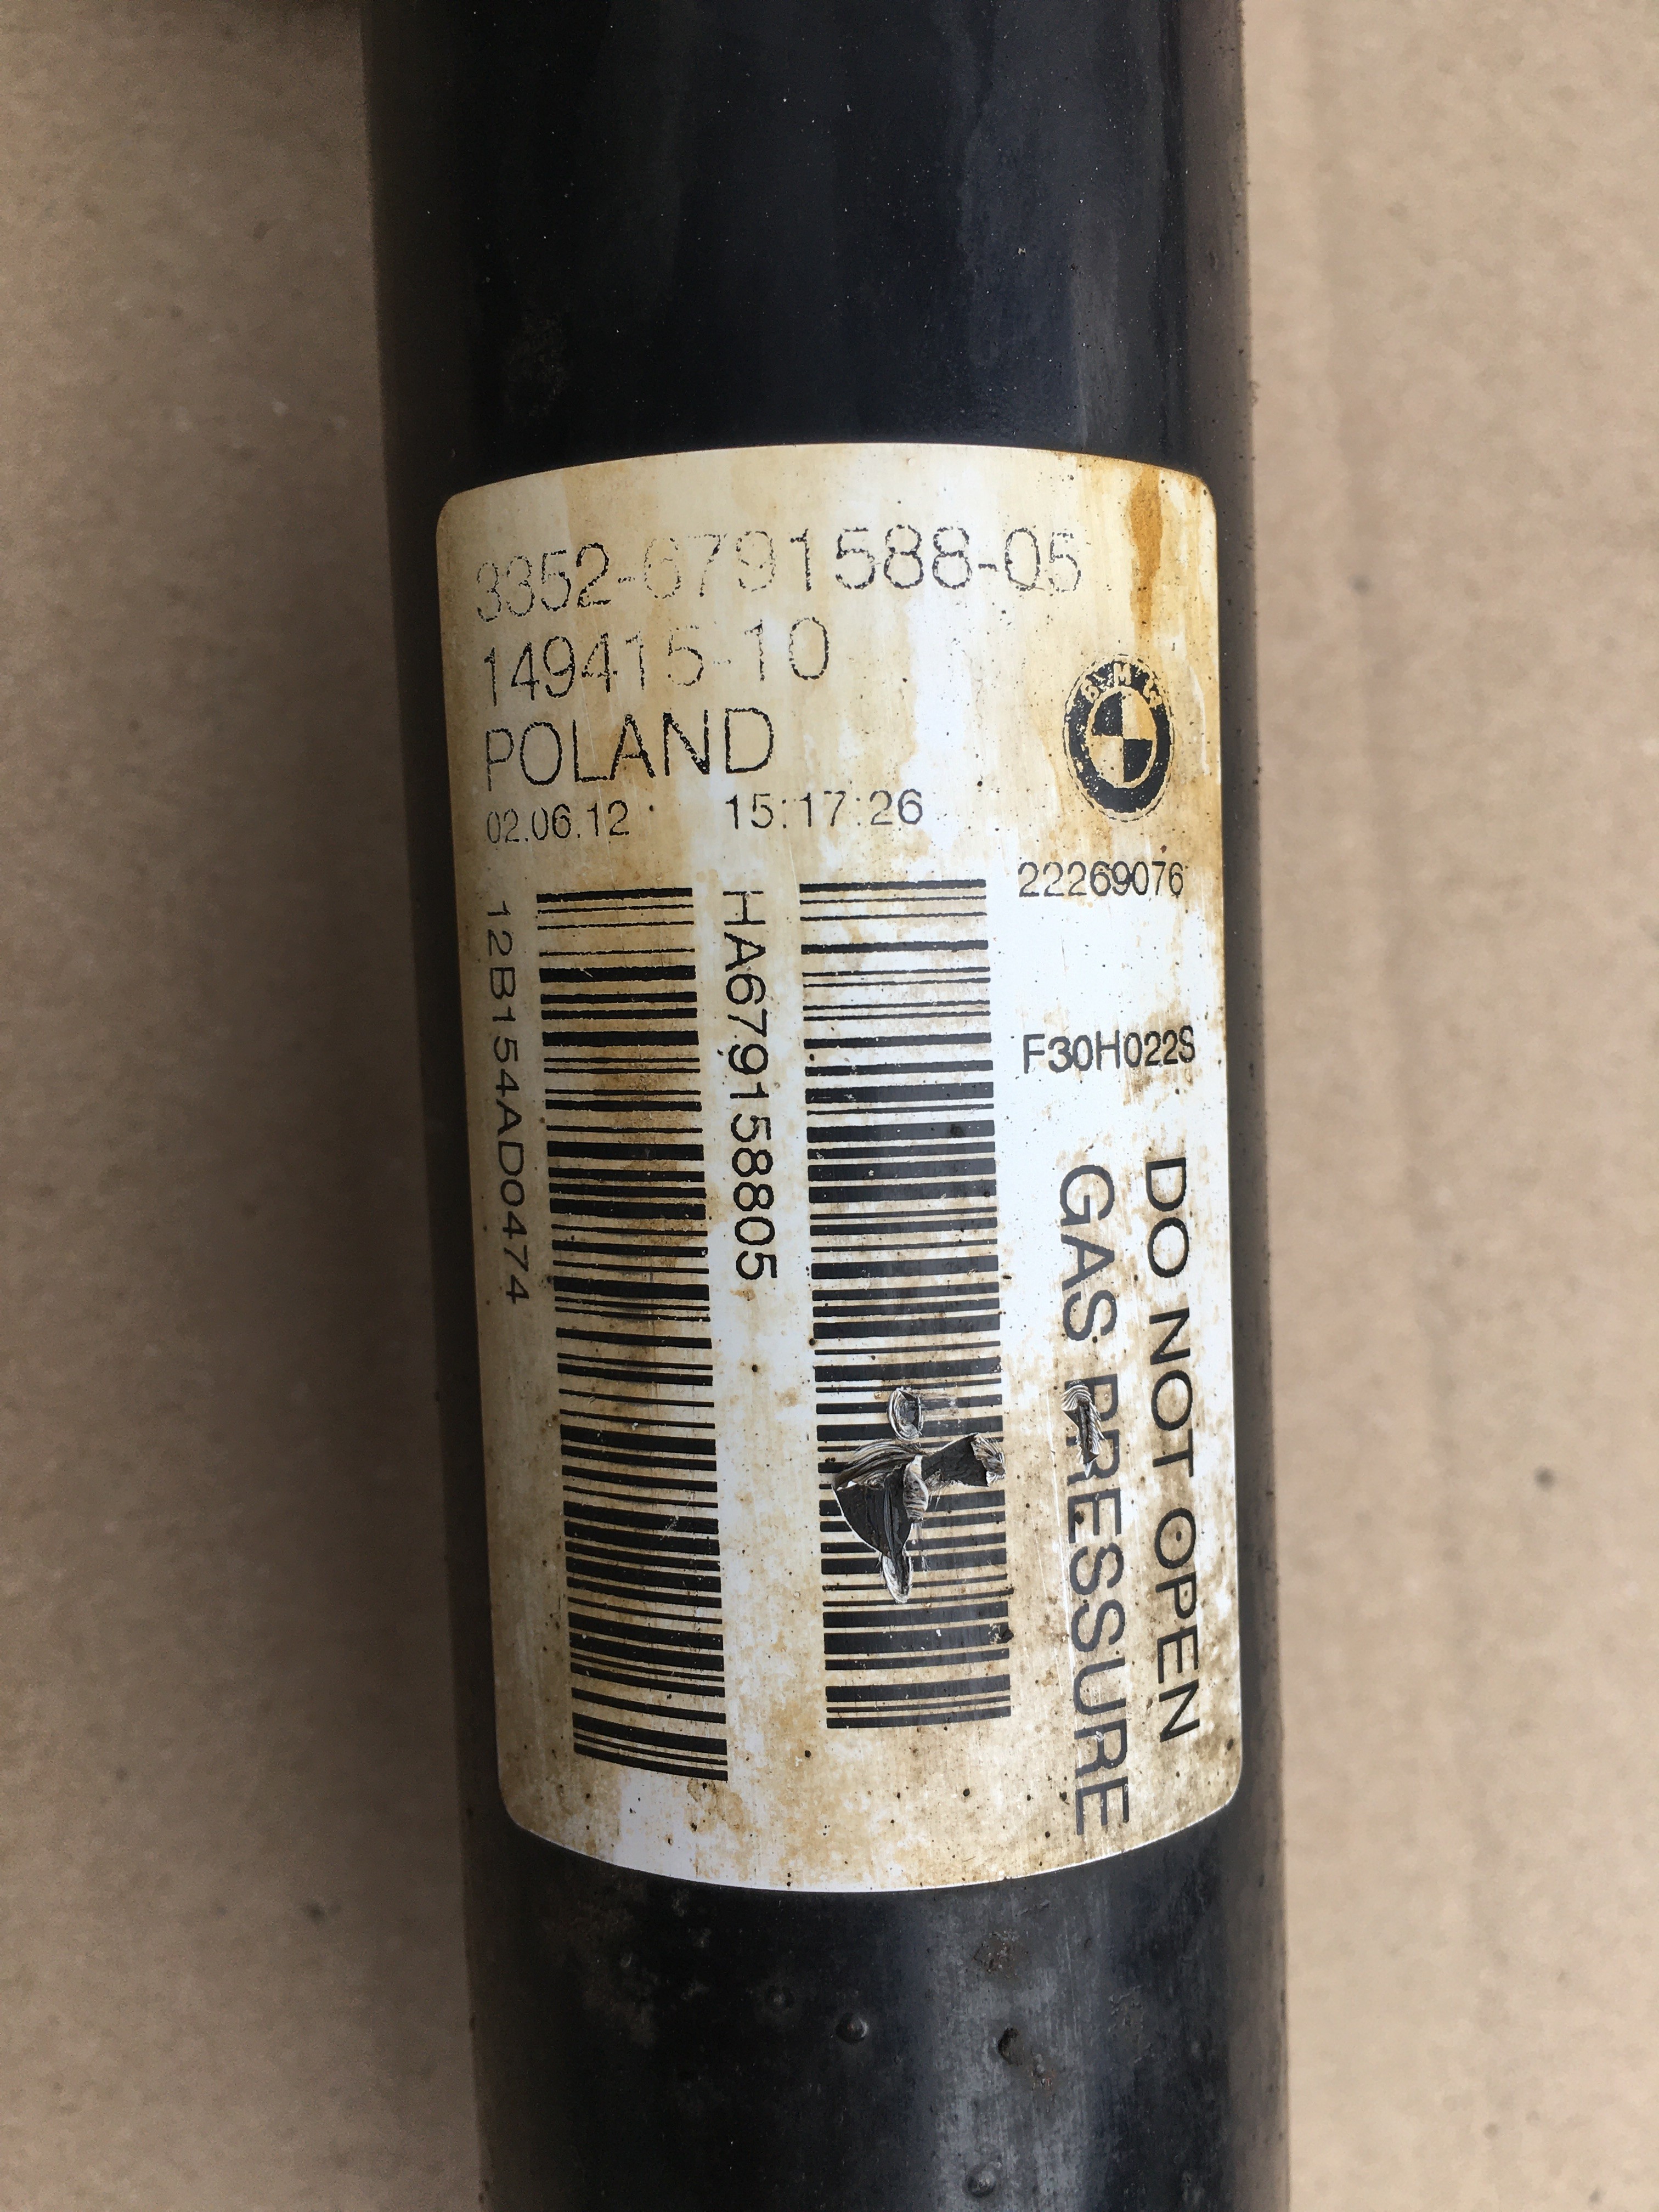 3352-6791588-05
149415-10
POLAND
02.06.12 15:17:26
BMW
22269076
F30H022S
DO NOT OPEN
GAS PRESSURE
HA679158805
12B154AD0474